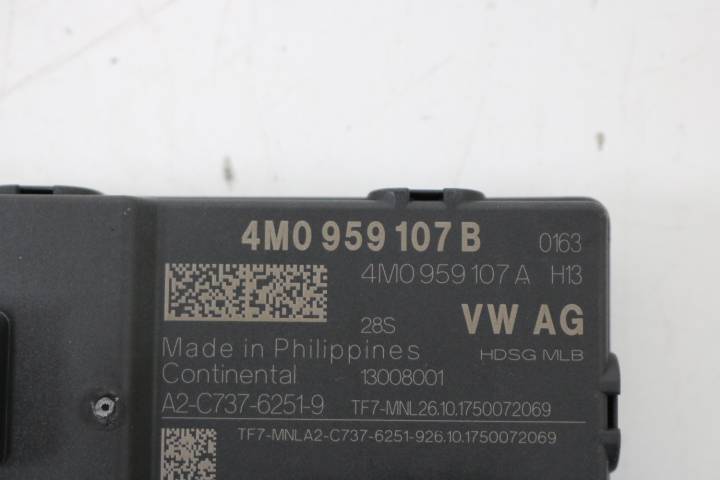 4M0 959 107 B 0163
4M0 959 107 A H13
28S VW AG
Made in Philippines HDSG MLB
Continental 13008001
A2-C737-6251-9 TF7-MNL26.10.1750072069
TF7-MNLA2-C737-6251-926.10.1750072069